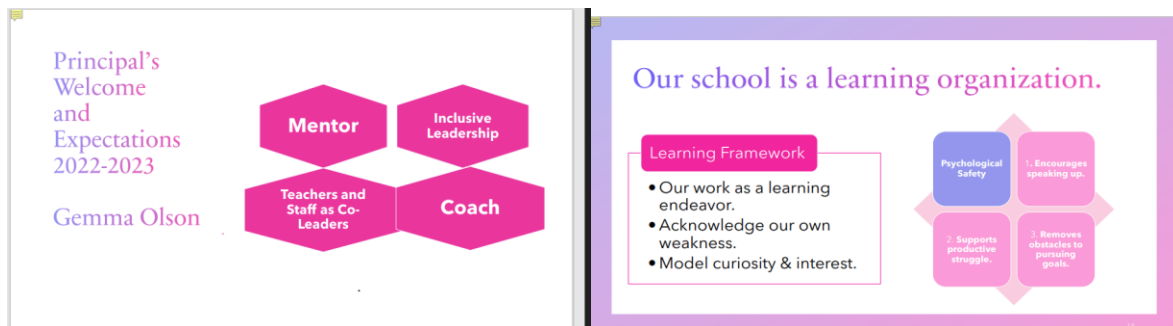 Principal's
Welcome
and
Expectations
2022-2023
Gemma Olson
Mentor
Inclusive
Leadership
Teachers and
Staff as Co-
Leaders
Coach
Our school is a learning organization.
Learning Framework
• Our work as a learning
endeavor.
• Acknowledge our own
weakness.
• Model curiosity & interest.
Psychological
Safety
1. Encourages
speaking up.
2. Supports
productive
struggle.
3. Removes
obstacles to
pursuing
goals.